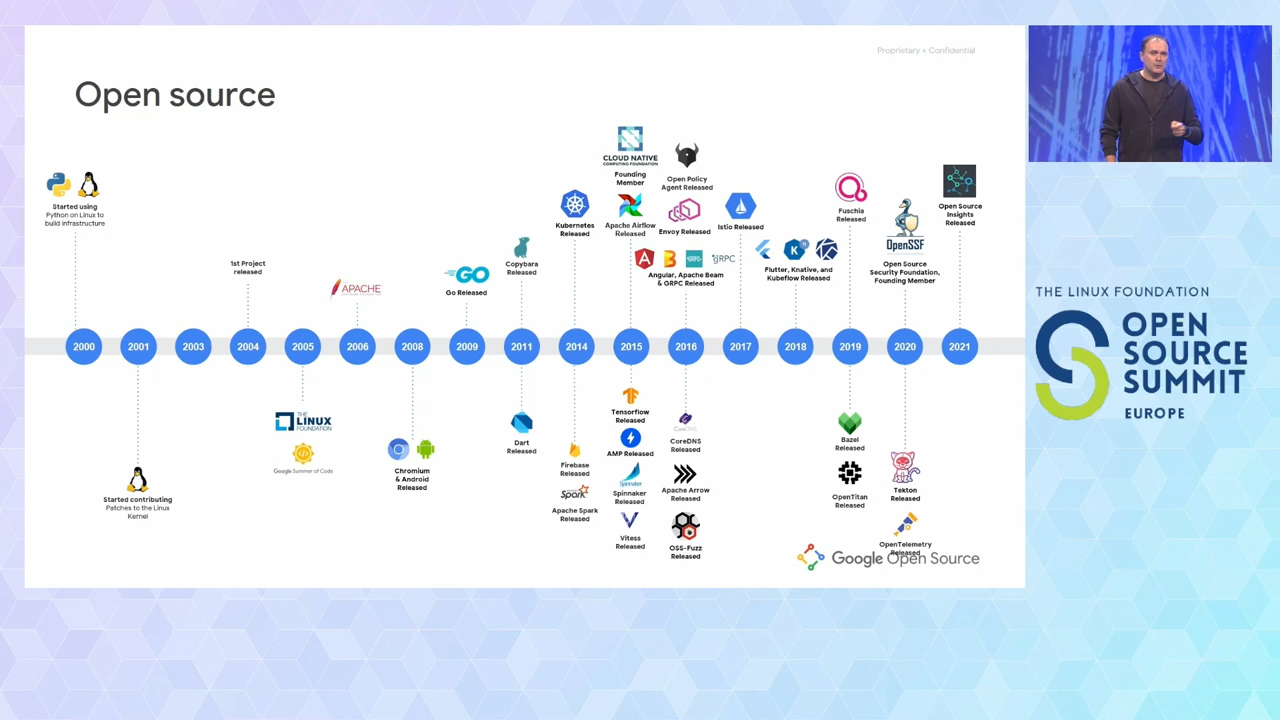 Proprietary + Confidential
Open source
Started using
Python on Linux to
build infrastructure
1st Project
released
APACHE
GO
Go Released
Copybara
Released
Kubernetes
Released
CLOUD NATIVE
COMPUTING FOUNDATION
Founding
Member
Apache Airflow
Released
Open Policy
Agent Released
Envoy Released
Istio Released
GRPC
Angular, Apache Beam
& GRPC Released
Flutter, Knative, and
Kubeflow Released
Fuschia
Released
OpenSSF
Open Source
Security Foundation,
Founding Member
Open Source
Insights
Released
2000
2001
2003
2004
2005
2006
2008
2009
2011
2014
2015
2016
2017
2018
2019
2020
2021
Started contributing
Patches to the Linux
Kernel
THE
LINUX
FOUNDATION
Google Summer of Code
Chromium
& Android
Released
Dart
Released
Firebase
Released
Spark
Apache Spark
Released
Tensorflow
Released
AMP Released
Spinnaker
Spinnaker
Released
Vitess
Released
CoreDNS
CoreDNS
Released
Apache Arrow
Released
OSS-Fuzz
Released
Bazel
Released
OpenTitan
Released
Tekton
Released
OpenTelemetry
Released
Google Open Source
THE LINUX FOUNDATION
OPEN
SOURCE
SUMMIT
EUROPE